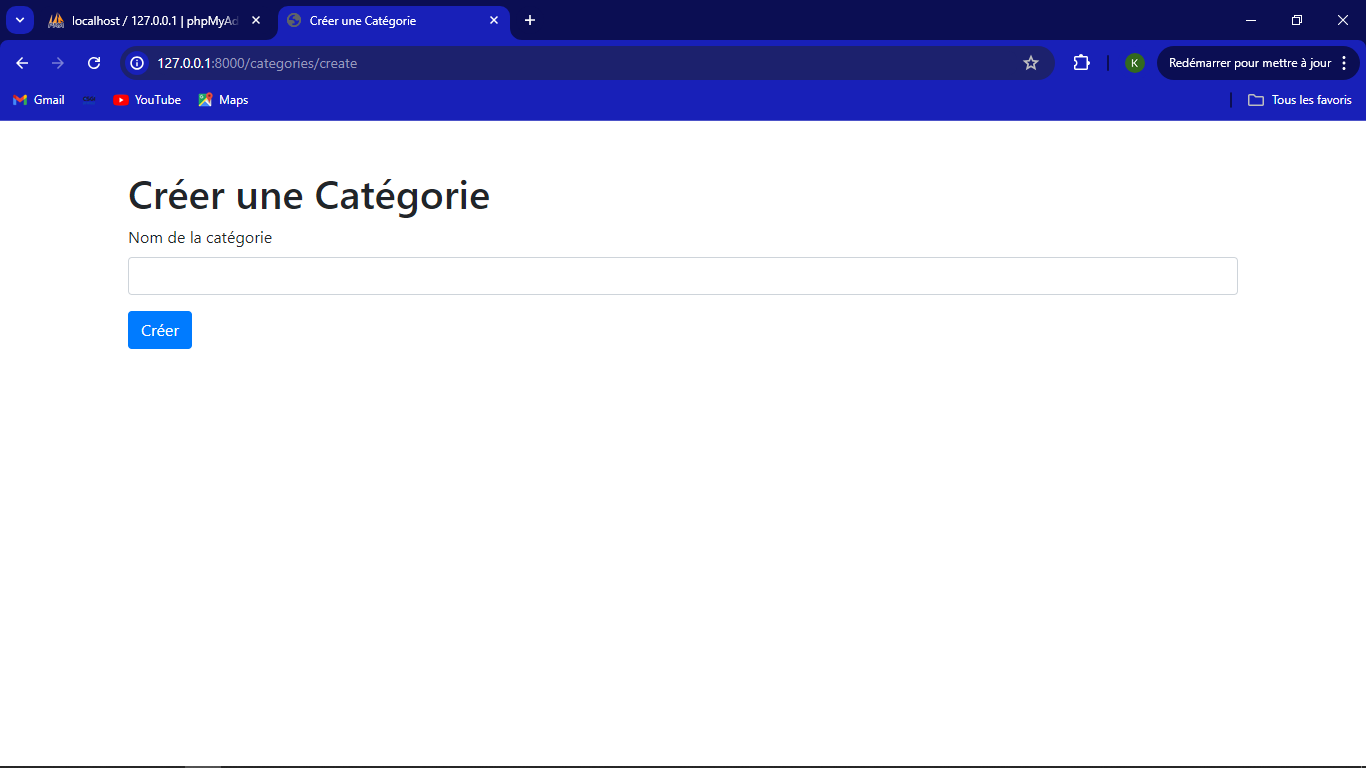 localhost / 127.0.0.1 | phpMyAd
Créer une Catégorie
127.0.0.1:8000/categories/create
K
Redémarrer pour mettre à jour
Gmail
YouTube
Maps
Tous les favoris
Créer une Catégorie
Nom de la catégorie
Créer